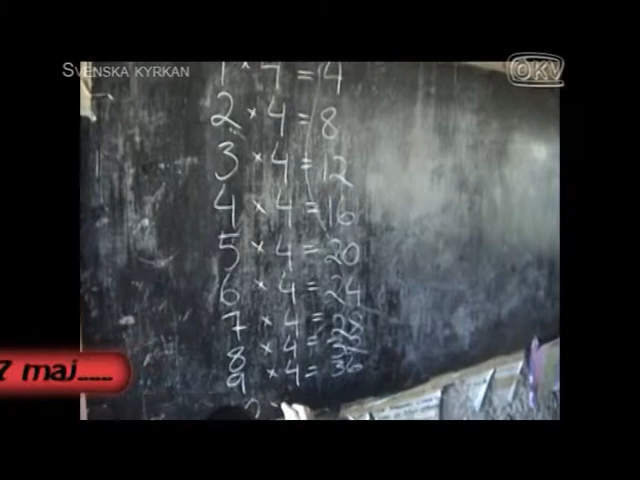 SVENSKA KYRKAN
OKV
1 × 4 = 4
2 × 4 = 8
3 × 4 = 12
4 × 4 = 16
5 × 4 = 20
6 × 4 = 24
7 × 4 = 28
8 × 4 =
9 × 4 = 36
7 maj.....